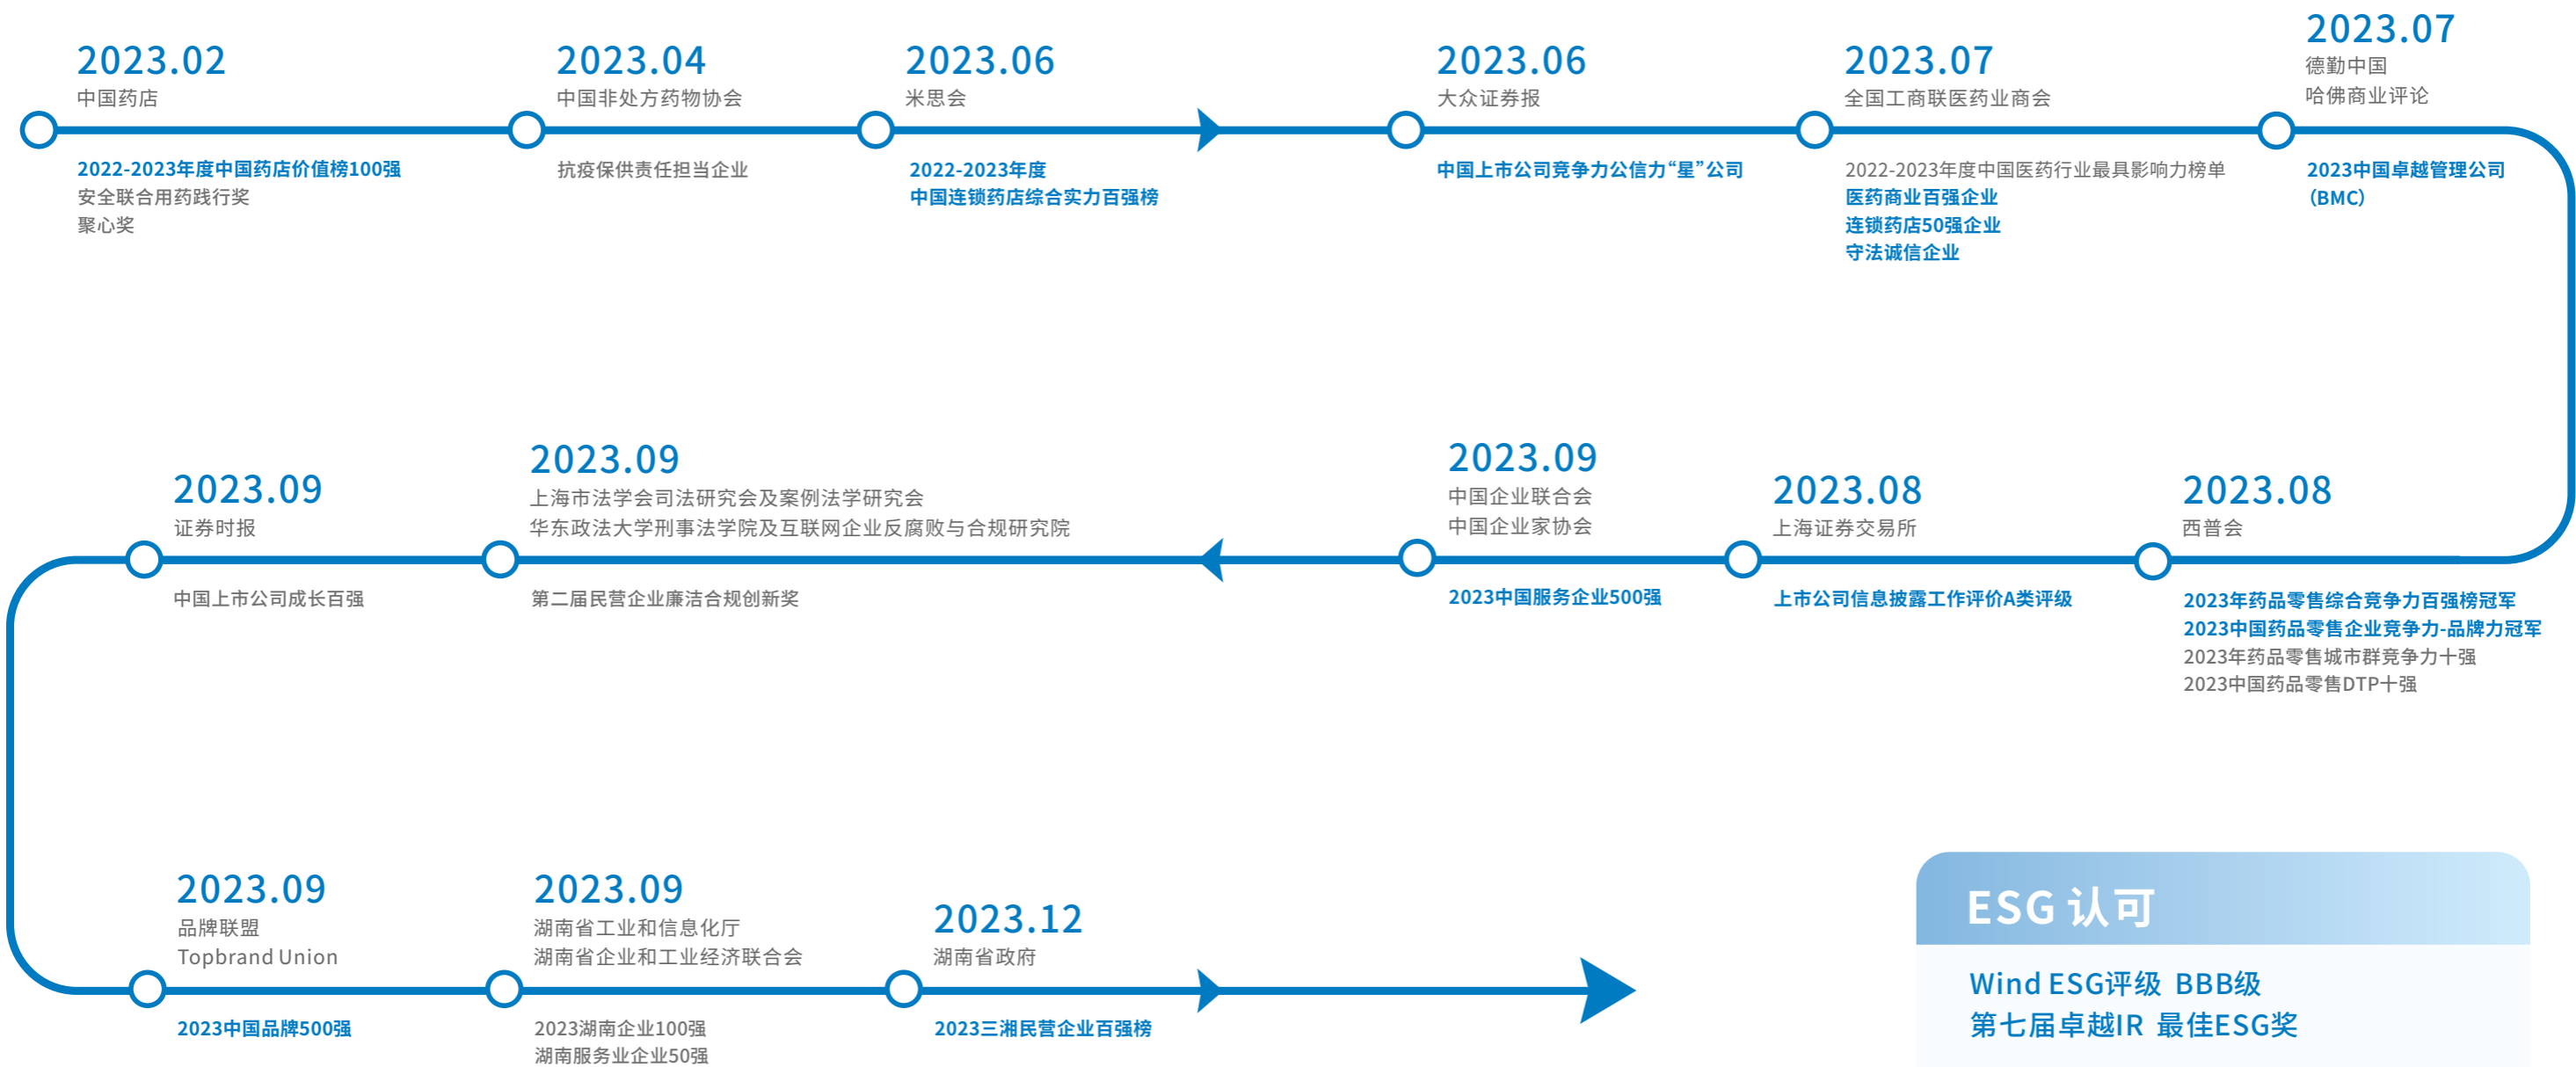 2023.02
中国药店
2022-2023年度中国药店价值榜100强
安全联合用药践行奖
聚心奖
2023.04
中国非处方药物协会
抗疫保供责任担当企业
2023.06
米思会
2022-2023年度
中国连锁药店综合实力百强榜
2023.06
大众证券报
中国上市公司竞争力公信力“星”公司
2023.07
全国工商联医药业商会
2022-2023年度中国医药行业最具影响力榜单
医药商业百强企业
连锁药店50强企业
守法诚信企业
2023.07
德勤中国
哈佛商业评论
2023中国卓越管理公司
（BMC）
2023.08
西普会
2023年药品零售综合竞争力百强榜冠军
2023中国药品零售企业竞争力-品牌力冠军
2023年药品零售城市群竞争力十强
2023中国药品零售DTP十强
2023.08
上海证券交易所
上市公司信息披露工作评价A类评级
2023.09
中国企业联合会
中国企业家协会
2023中国服务企业500强
2023.09
上海市法学会司法研究会及案例法学研究会
华东政法大学刑事法学院及互联网企业反腐败与合规研究院
第二届民营企业廉洁合规创新奖
2023.09
证券时报
中国上市公司成长百强
2023.09
品牌联盟
Topbrand Union
2023中国品牌500强
2023.09
湖南省工业和信息化厅
湖南省企业和工业经济联合会
2023湖南企业100强
湖南服务业企业50强
2023.12
湖南省政府
2023三湘民营企业百强榜
ESG 认可
Wind ESG评级 BBB级
第七届卓越IR 最佳ESG奖